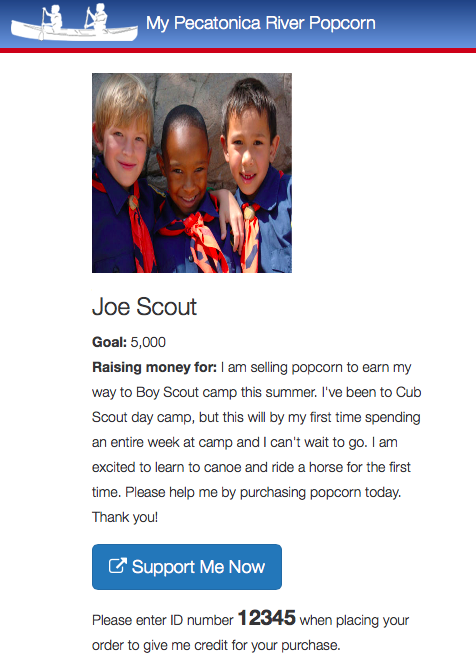 My Pecatonica River Popcorn
Joe Scout
Goal: 5,000
Raising money for: I am selling popcorn to earn my
way to Boy Scout camp this summer. I've been to Cub
Scout day camp, but this will by my first time spending
an entire week at camp and I can't wait to go. I am
excited to learn to canoe and ride a horse for the first
time. Please help me by purchasing popcorn today.
Thank you!
Support Me Now
Please enter ID number 12345 when placing your
order to give me credit for your purchase.